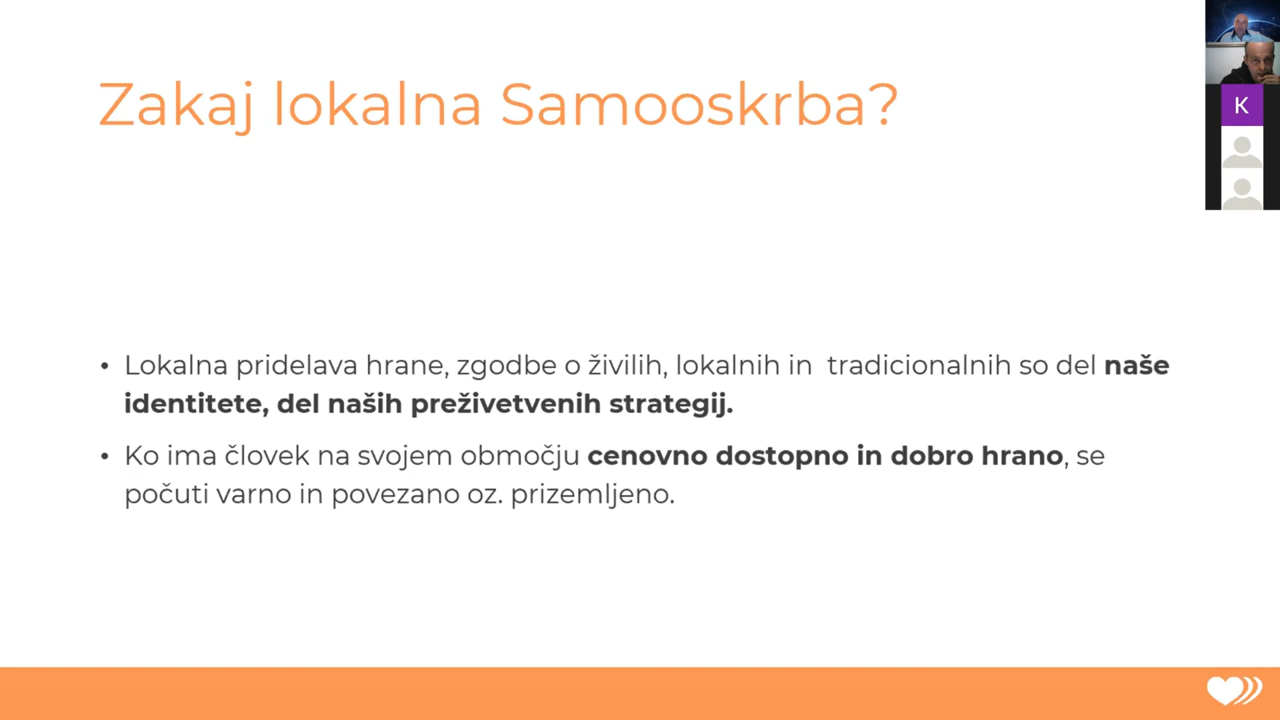 Zakaj lokalna Samooskrba?
K
• Lokalna pridelava hrane, zgodbe o živilih, lokalnih in  tradicionalnih so del naše
identitete, del naših preživetvenih strategij.
• Ko ima človek na svojem območju cenovno dostopno in dobro hrano, se
počuti varno in povezano oz. prizemljeno.